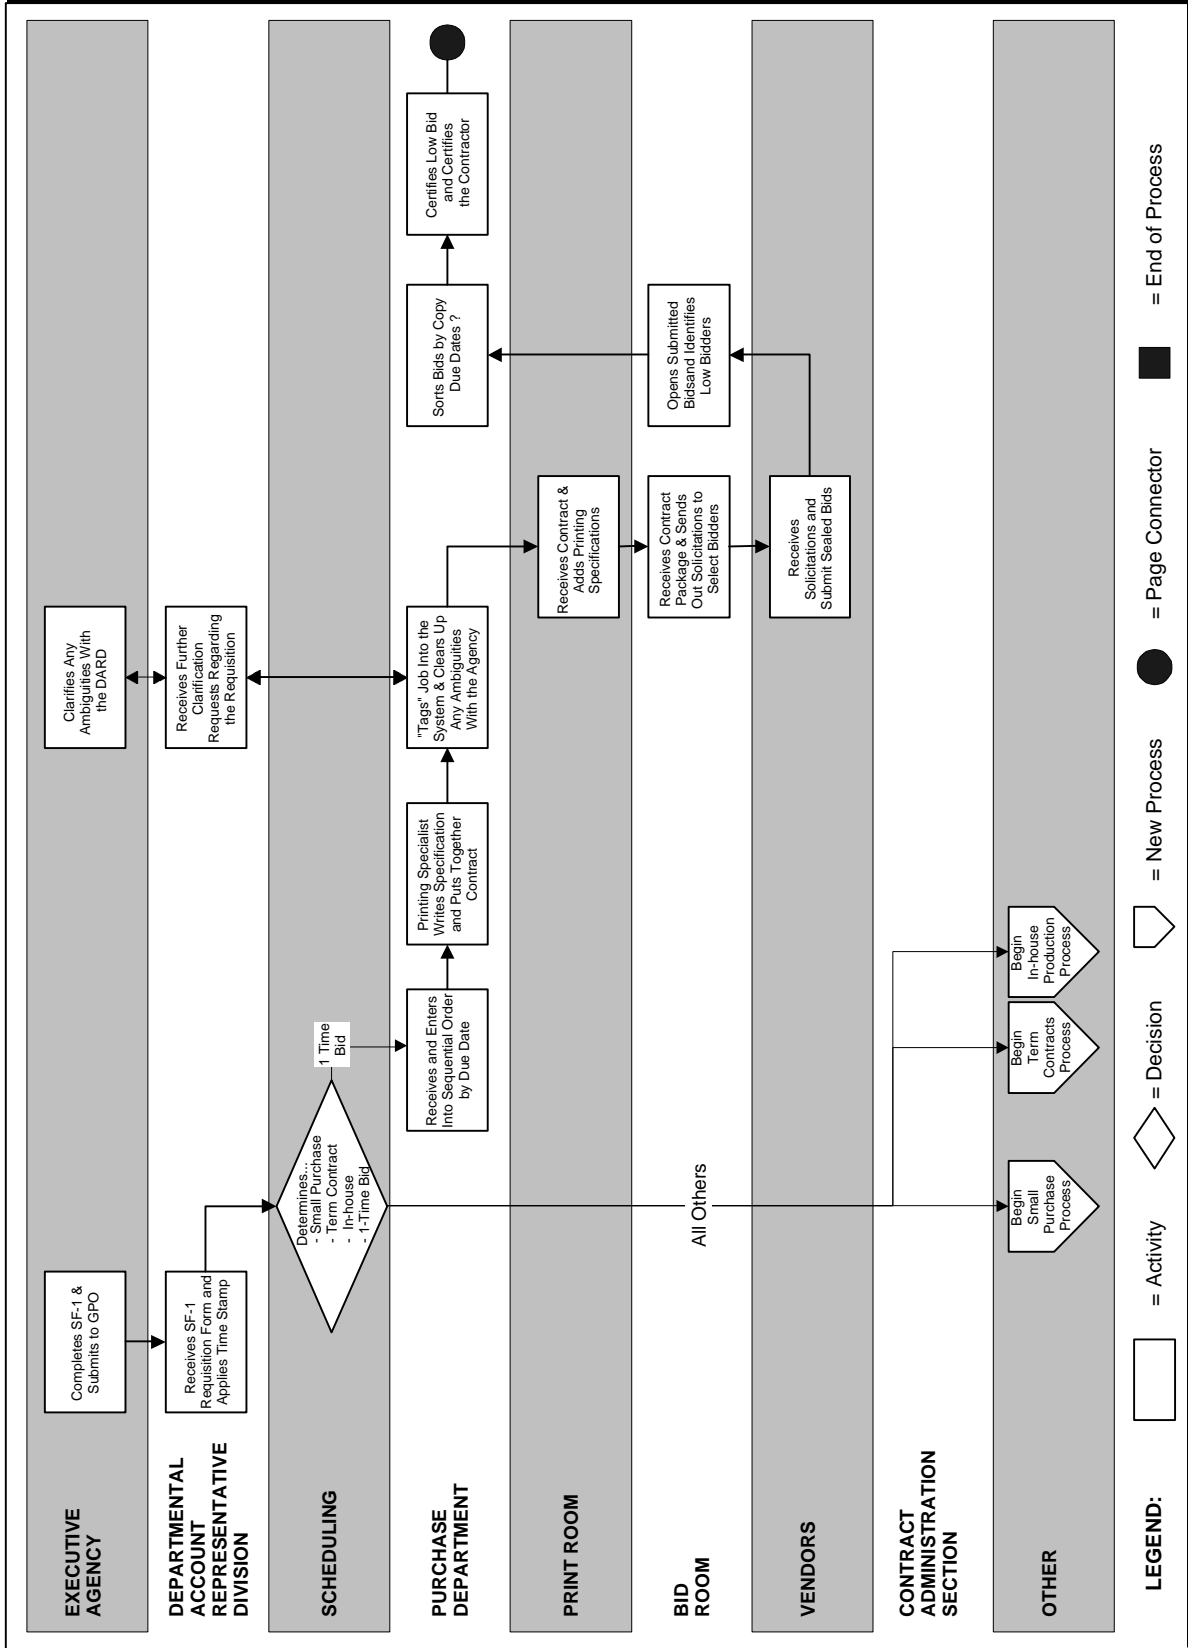 EXECUTIVE
AGENCY
Completes SF-1 &
Submits to GPO
Clarifies Any
Ambiguities With
the DARD
DEPARTMENTAL
ACCOUNT
REPRESENTATIVE
DIVISION
Receives SF-1
Requisition Form and
Applies Time Stamp
Receives Further
Clarification
Requests Regarding
the Requisition
SCHEDULING
Determines...
- Small Purchase
- Term Contract
- In-house
- 1-Time Bid
1 Time
Bid
PURCHASE
DEPARTMENT
Receives and Enters
Into Sequential Order
by Due Date
Printing Specialist
Writes Specification
and Puts Together
Contract
"Tags" Job Into the
System & Clears Up
Any Ambiguities
With the Agency
Sorts Bids by Copy
Due Dates ?
Certifies Low Bid
and Certifies
the Contractor
PRINT ROOM
Receives Contract &
Adds Printing
Specifications
BID
ROOM
All Others
Receives Contract
Package & Sends
Out Solicitations to
Select Bidders
Opens Submitted
Bidsand Identifies
Low Bidders
VENDORS
Receives
Solicitations and
Submit Sealed Bids
CONTRACT
ADMINISTRATION
SECTION
OTHER
Begin
Small
Purchase
Process
Begin
Term
Contracts
Process
Begin
In-house
Production
Process
LEGEND:
= Activity
= Decision
= New Process
= Page Connector
= End of Process